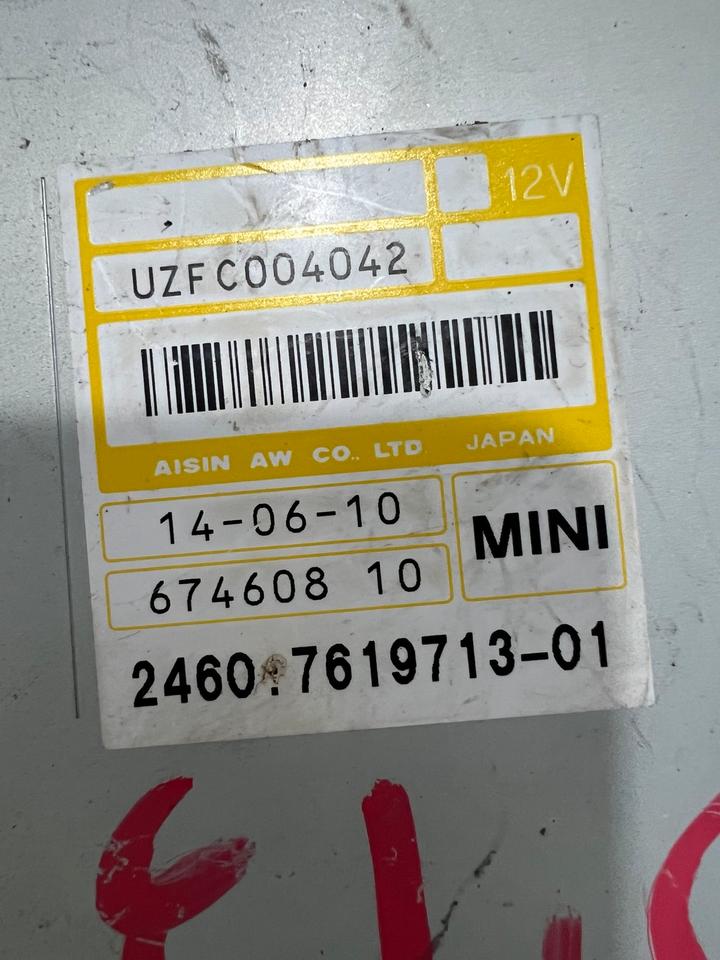 12V
UZFC004042
AISIN AW CO., LTD JAPAN
14-06-10
MINI
674608 10
2460.7619713-01